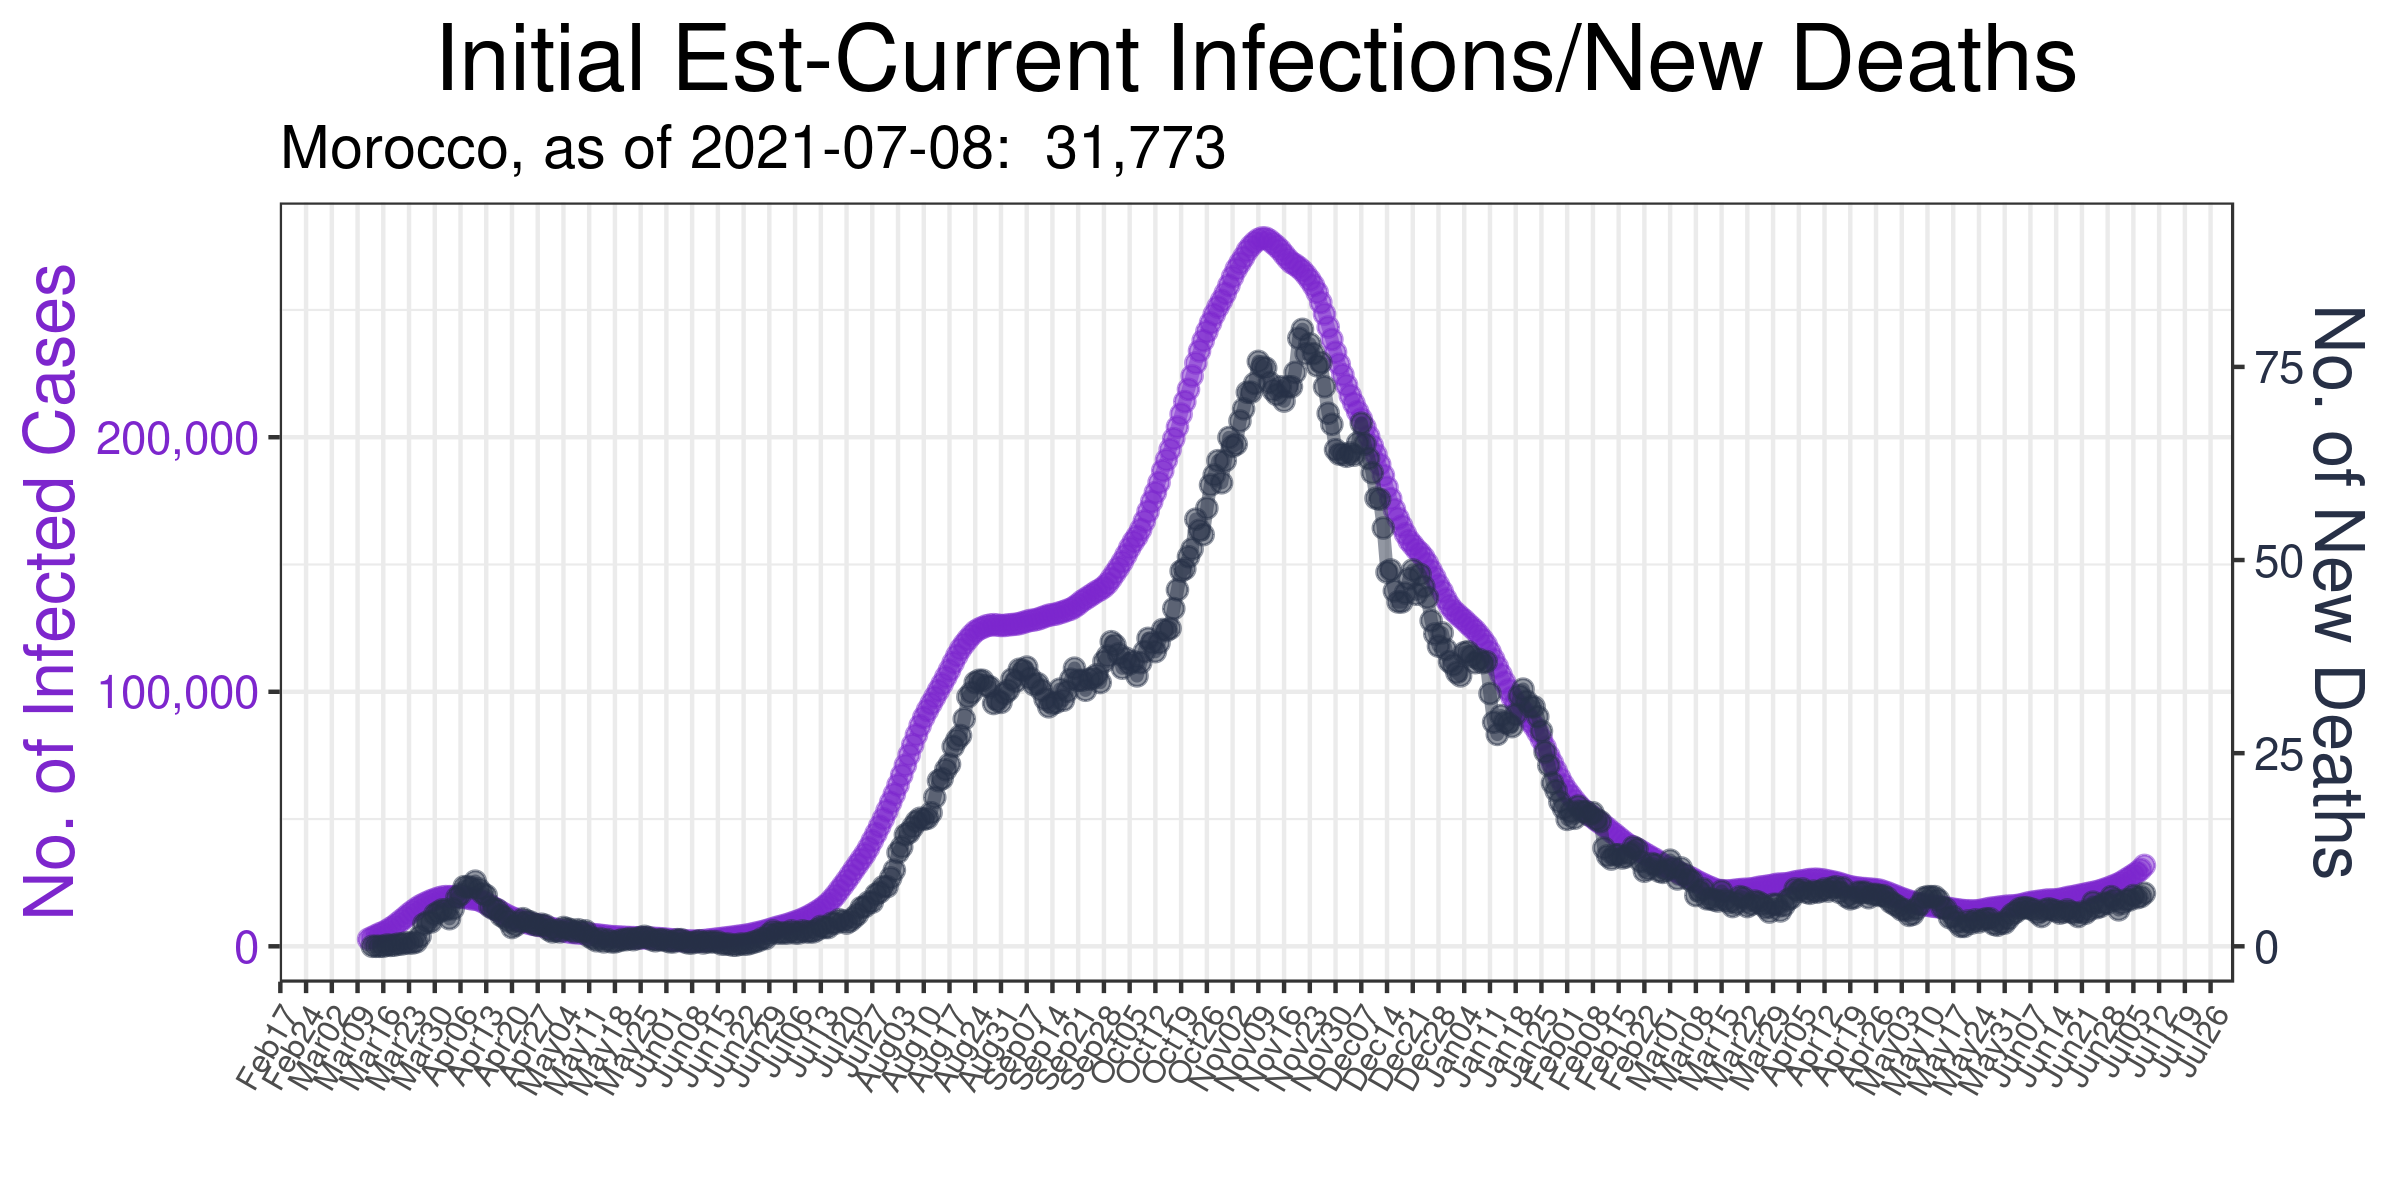 Initial Est-Current Infections/New Deaths
Morocco, as of 2021-07-08:  31,773
No. of Infected Cases
200,000
100,000
0
75
50
25
0
No. of New Deaths
Feb17
Feb24
Mar02
Mar09
Mar16
Mar23
Mar30
Apr06
Apr13
Apr20
Apr27
May04
May11
May18
May25
Jun01
Jun08
Jun15
Jun22
Jun29
Jul06
Jul13
Jul20
Jul27
Aug03
Aug10
Aug17
Aug24
Aug31
Sep07
Sep14
Sep21
Sep28
Oct05
Oct12
Oct19
Oct26
Nov02
Nov09
Nov16
Nov23
Nov30
Dec07
Dec14
Dec21
Dec28
Jan04
Jan11
Jan18
Jan25
Feb01
Feb08
Feb15
Feb22
Mar01
Mar08
Mar15
Mar22
Mar29
Apr05
Apr12
Apr19
Apr26
May03
May10
May17
May24
May31
Jun07
Jun14
Jun21
Jun28
Jul05
Jul12
Jul19
Jul26